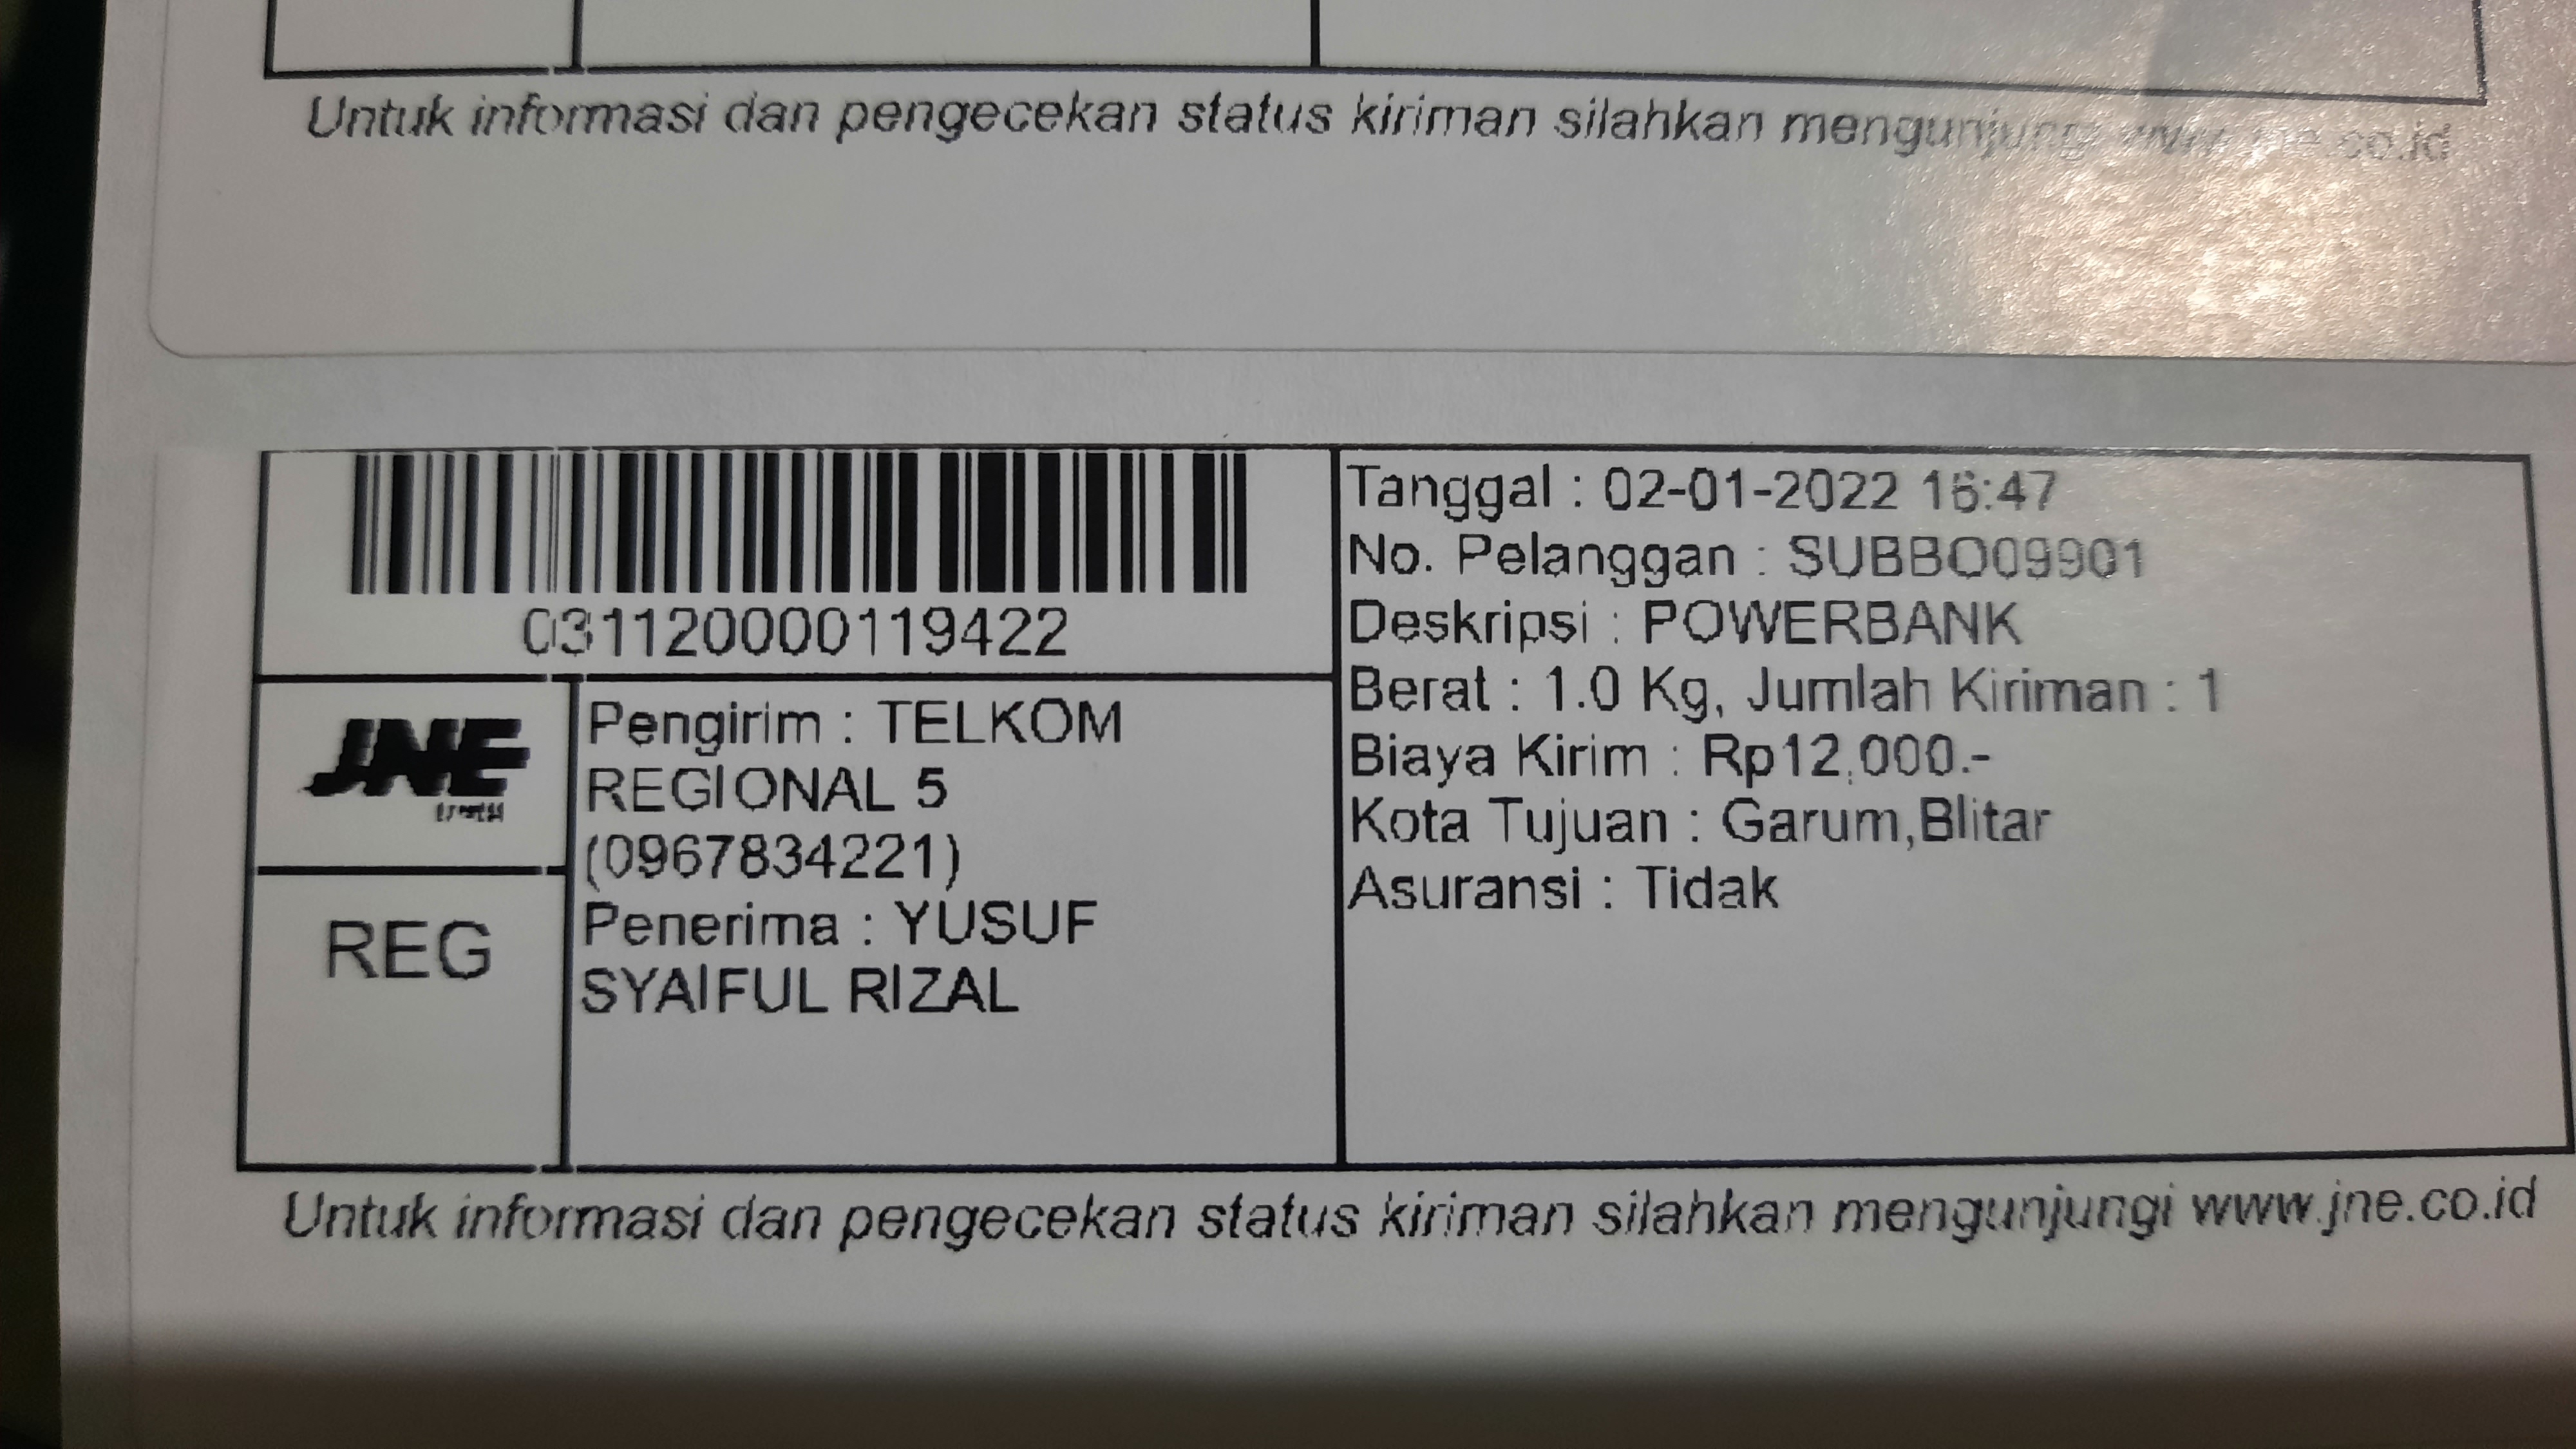 031120000119422
JNE
REG
Pengirim : TELKOM
REGIONAL 5
(0967834221)
Penerima : YUSUF
SYAIFUL RIZAL
Tanggal : 02-01-2022 16:47
No. Pelanggan : SUBBO09901
Deskripsi : POWERBANK
Berat : 1.0 Kg, Jumlah Kiriman : 1
Biaya Kirim : Rp12,000.-
Kota Tujuan : Garum,Blitar
Asuransi : Tidak
Untuk informasi dan pengecekan status kiriman silahkan mengunjungi www.jne.co.id
Untuk infomasi dan pengecekan status kiriman silahkan mengunjungi www.jne.co.id